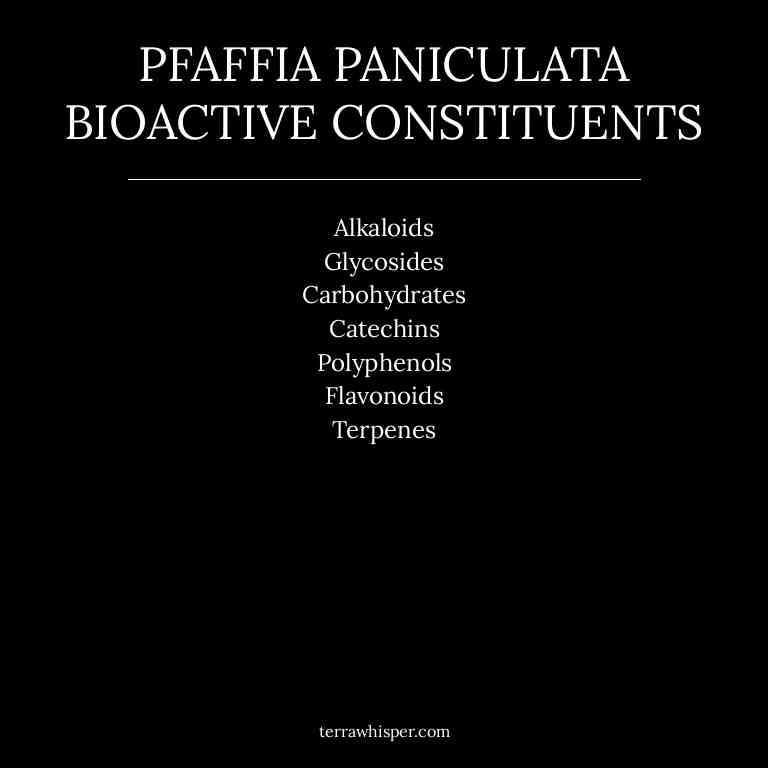 PFAFFIA PANICULATA
BIOACTIVE CONSTITUENTS
Alkaloids
Glycosides
Carbohydrates
Catechins
Polyphenols
Flavonoids
Terpenes
terrawhisper.com